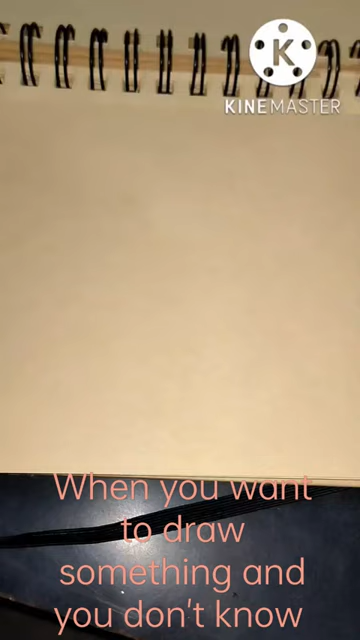 K
KINEMASTER
When you want
to draw
something and
you don't know